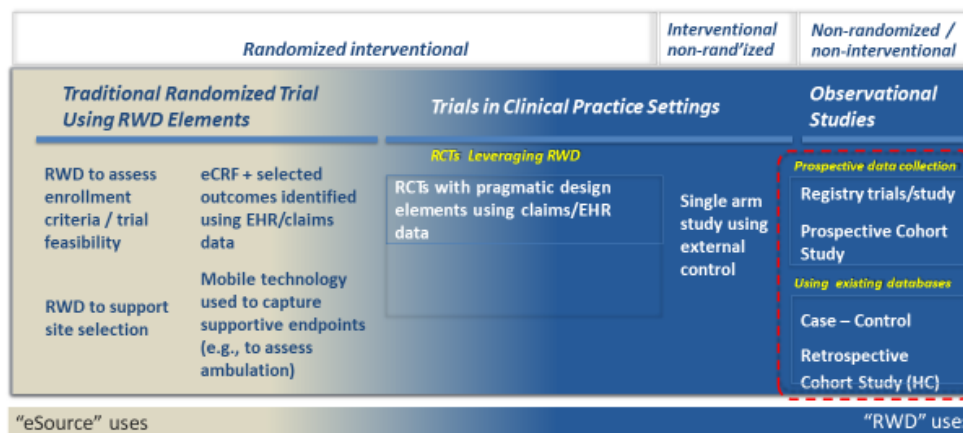 Randomized interventional
Interventional
non-rand'ized
Non-randomized /
non-interventional
Traditional Randomized Trial
Using RWD Elements
Trials in Clinical Practice Settings
Observational
Studies
RWD to assess
enrollment
criteria / trial
feasibility
eCRF + selected
outcomes identified
using EHR/claims
data
RWD to support
site selection
Mobile technology
used to capture
supportive endpoints
(e.g., to assess
ambulation)
RCTs Leveraging RWD
RCTs with pragmatic design
elements using claims/EHR
data
Single arm
study using
external
control
Prospective data collection
Registry trials/study
Prospective Cohort
Study
Using existing databases
Case – Control
Retrospective
Cohort Study (HC)
"eSource" uses
"RWD" uses